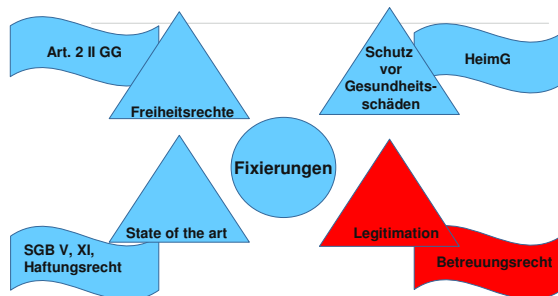 Art. 2 II GG
Freiheitsrechte
Schutz
vor
Gesundheits-
schäden
HeimG
Fixierungen
SGB V, XI,
Haftungsrecht
State of the art
Legitimation
Betreuungsrecht